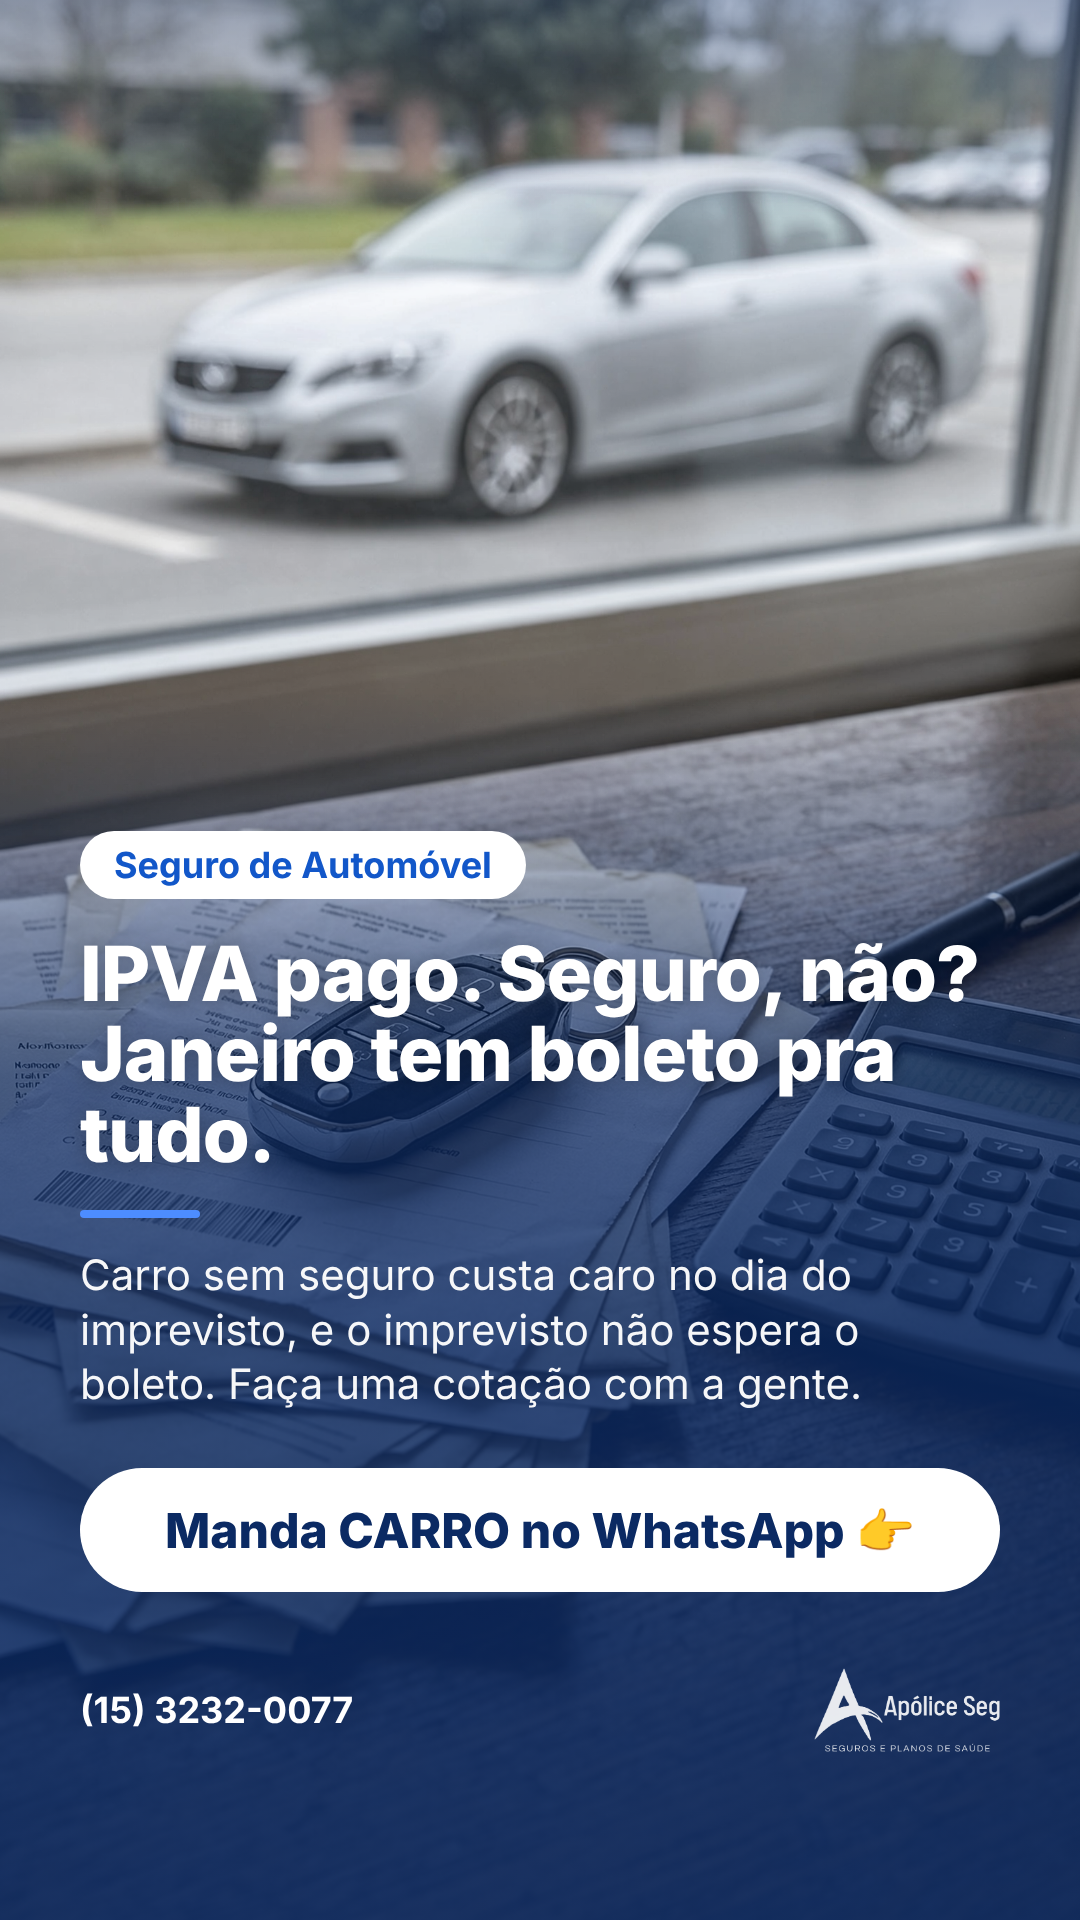 Seguro de Automóvel
IPVA pago. Seguro, não?
Janeiro tem boleto pra
tudo.
Carro sem seguro custa caro no dia do
imprevisto, e o imprevisto não espera o
boleto. Faça uma cotação com a gente.
Manda CARRO no WhatsApp 👉
(15) 3232-0077
Apólice Seg
SEGUROS E PLANOS DE SAÚDE